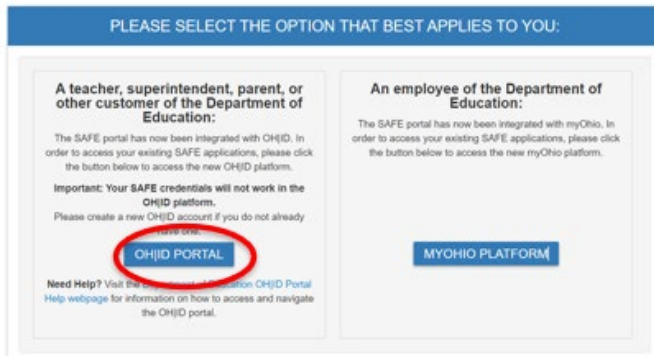 PLEASE SELECT THE OPTION THAT BEST APPLIES TO YOU:
A teacher, superintendent, parent, or
other customer of the Department of
Education:
The SAFE portal has now been integrated with OH|ID. In
order to access your existing SAFE applications, please click
the button below to access the new OH|ID platform.
Important: Your SAFE credentials will not work in the
OH|ID platform.
Please create a new OH|ID account if you do not already
have one.
OH|ID PORTAL
Need Help? Visit the Department of Education OH|ID Portal
Help webpage for information on how to access and navigate
the OH|ID portal.
An employee of the Department of
Education:
The SAFE portal has now been integrated with myOhio. In
order to access your existing SAFE applications, please click
the button below to access the new myOhio platform.
MYOHIO PLATFORM